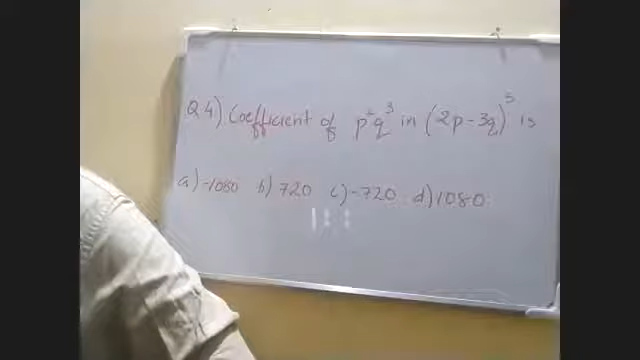 Q.4) Coefficient of p²q³ in (2p-3q)⁵ is
a) -1080 b) 720 c) -720 d) 1080